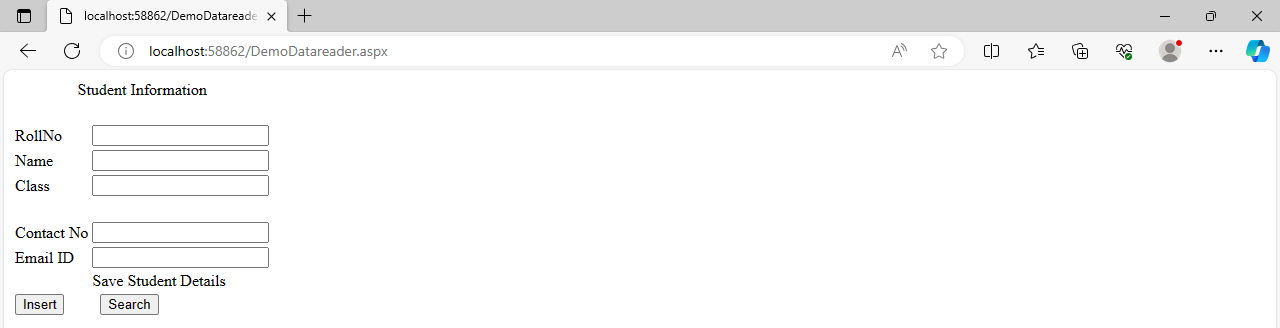 localhost:58862/DemoDatareade
localhost:58862/DemoDatareader.aspx
Student Information
RollNo
Name
Class
Contact No
Email ID
Save Student Details
Insert Search